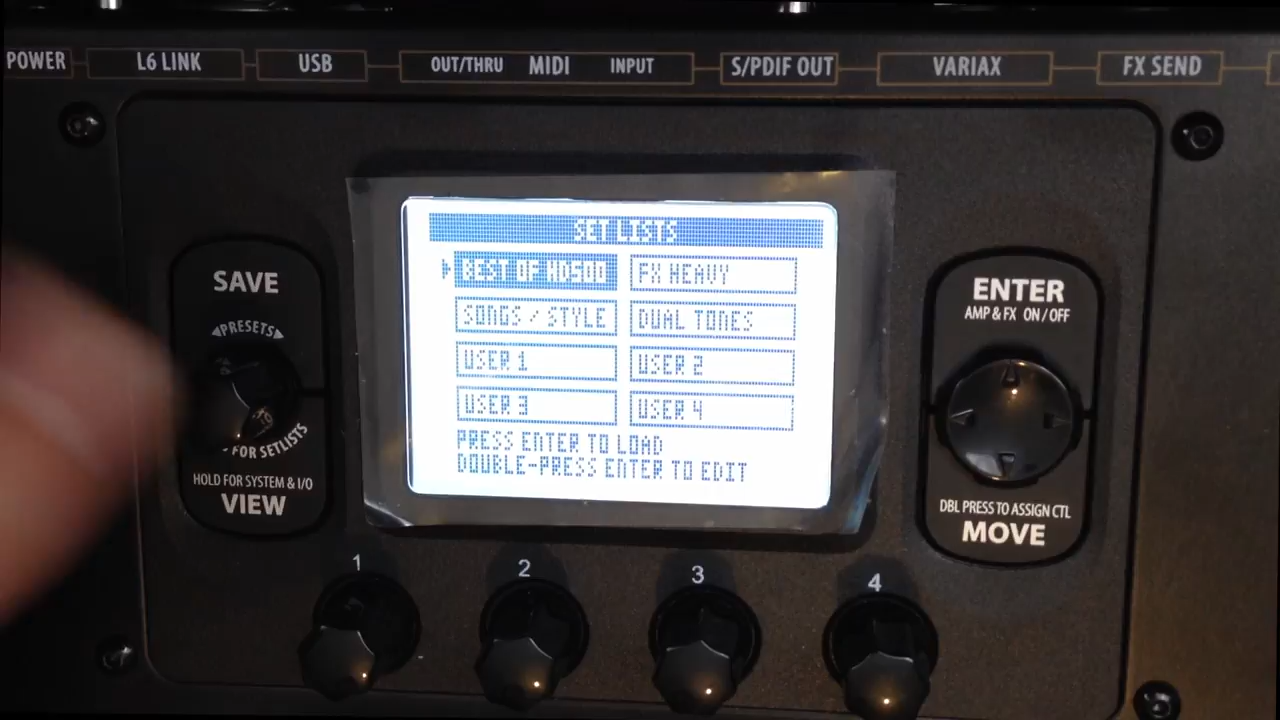 POWER
L6 LINK
USB
OUT/THRU MIDI INPUT
S/PDIF OUT
VARIAX
FX SEND
SAVE
PRESETS
FOR SETLISTS
HOLD FOR SYSTEM & I/O
VIEW
SET LISTS
BEST OF HD500
FX HEAVY
SONGS / STYLE
DUAL TONES
USER 1
USER 2
USER 3
USER 4
PRESS ENTER TO LOAD
DOUBLE-PRESS ENTER TO EDIT
ENTER
AMP & FX ON / OFF
DBL PRESS TO ASSIGN CTL
MOVE
1
2
3
4